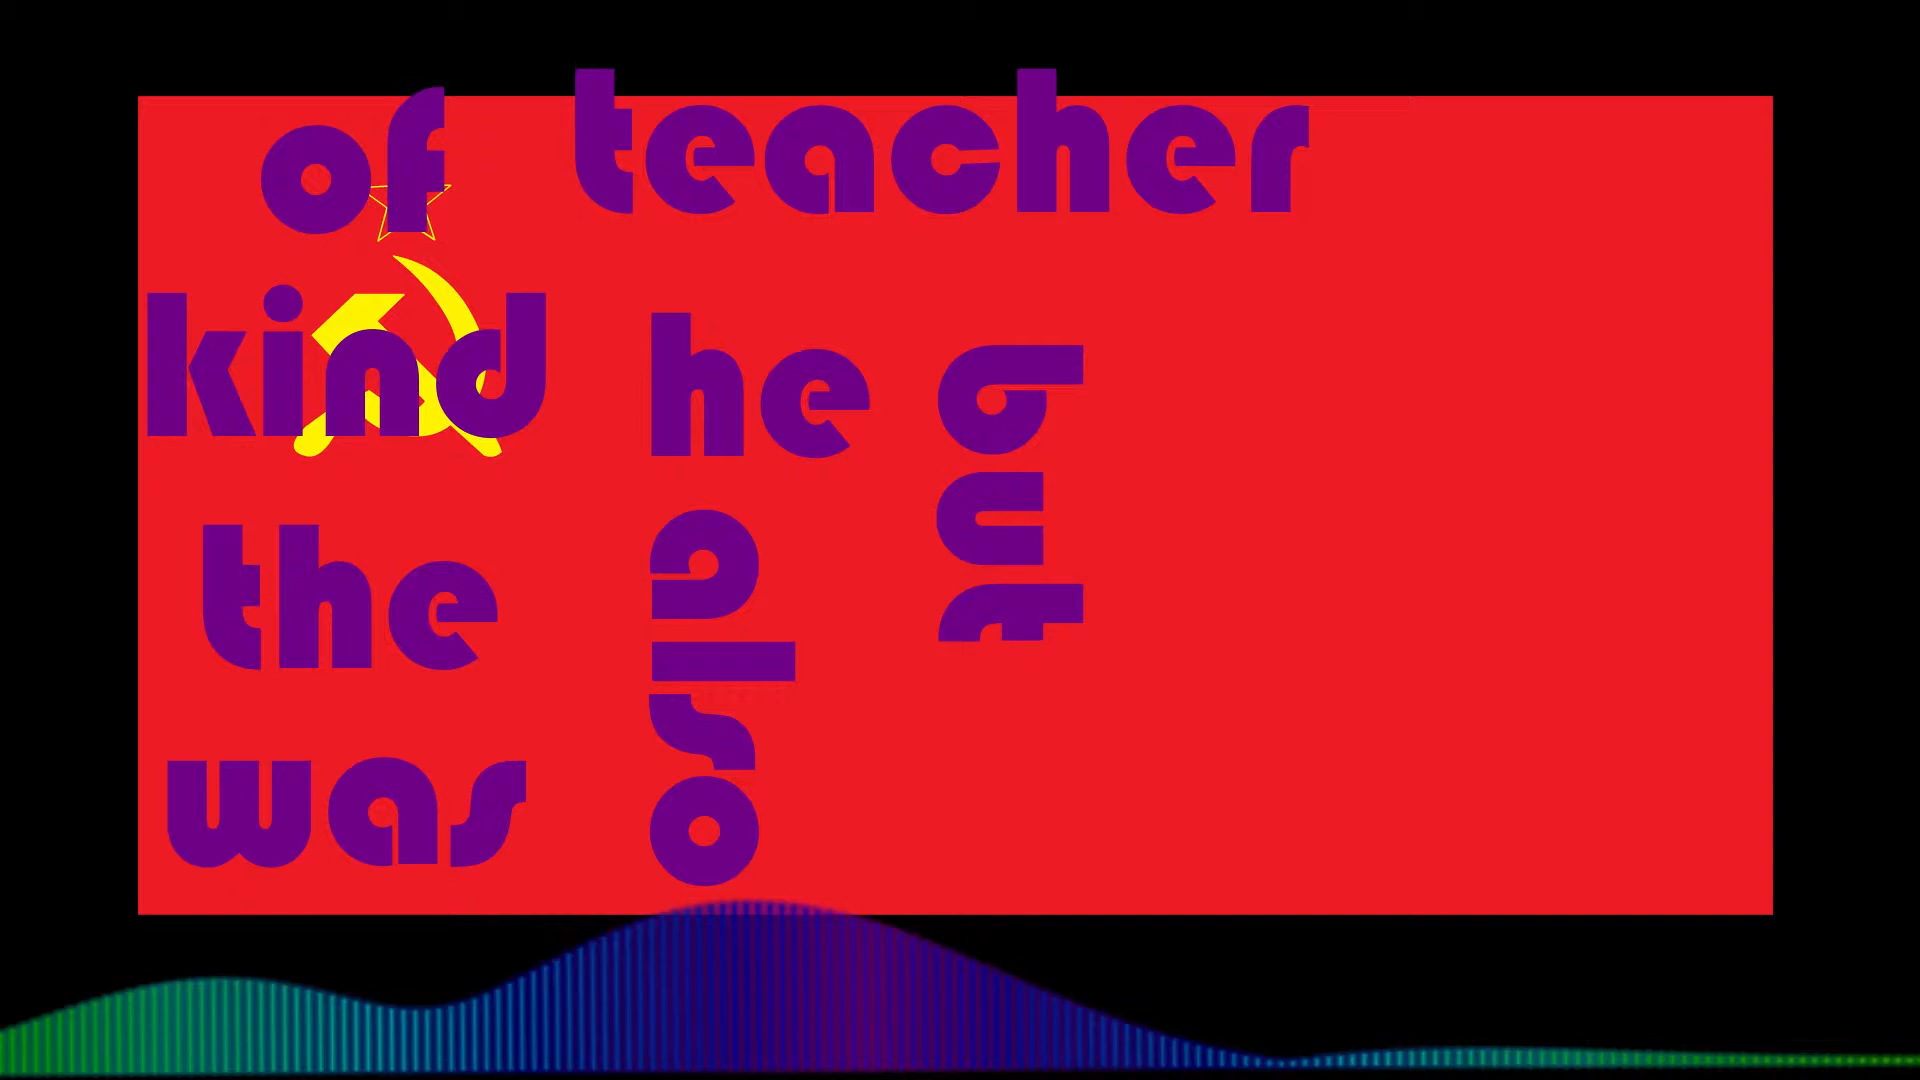 of teacher
kind
he
but
the
also
was